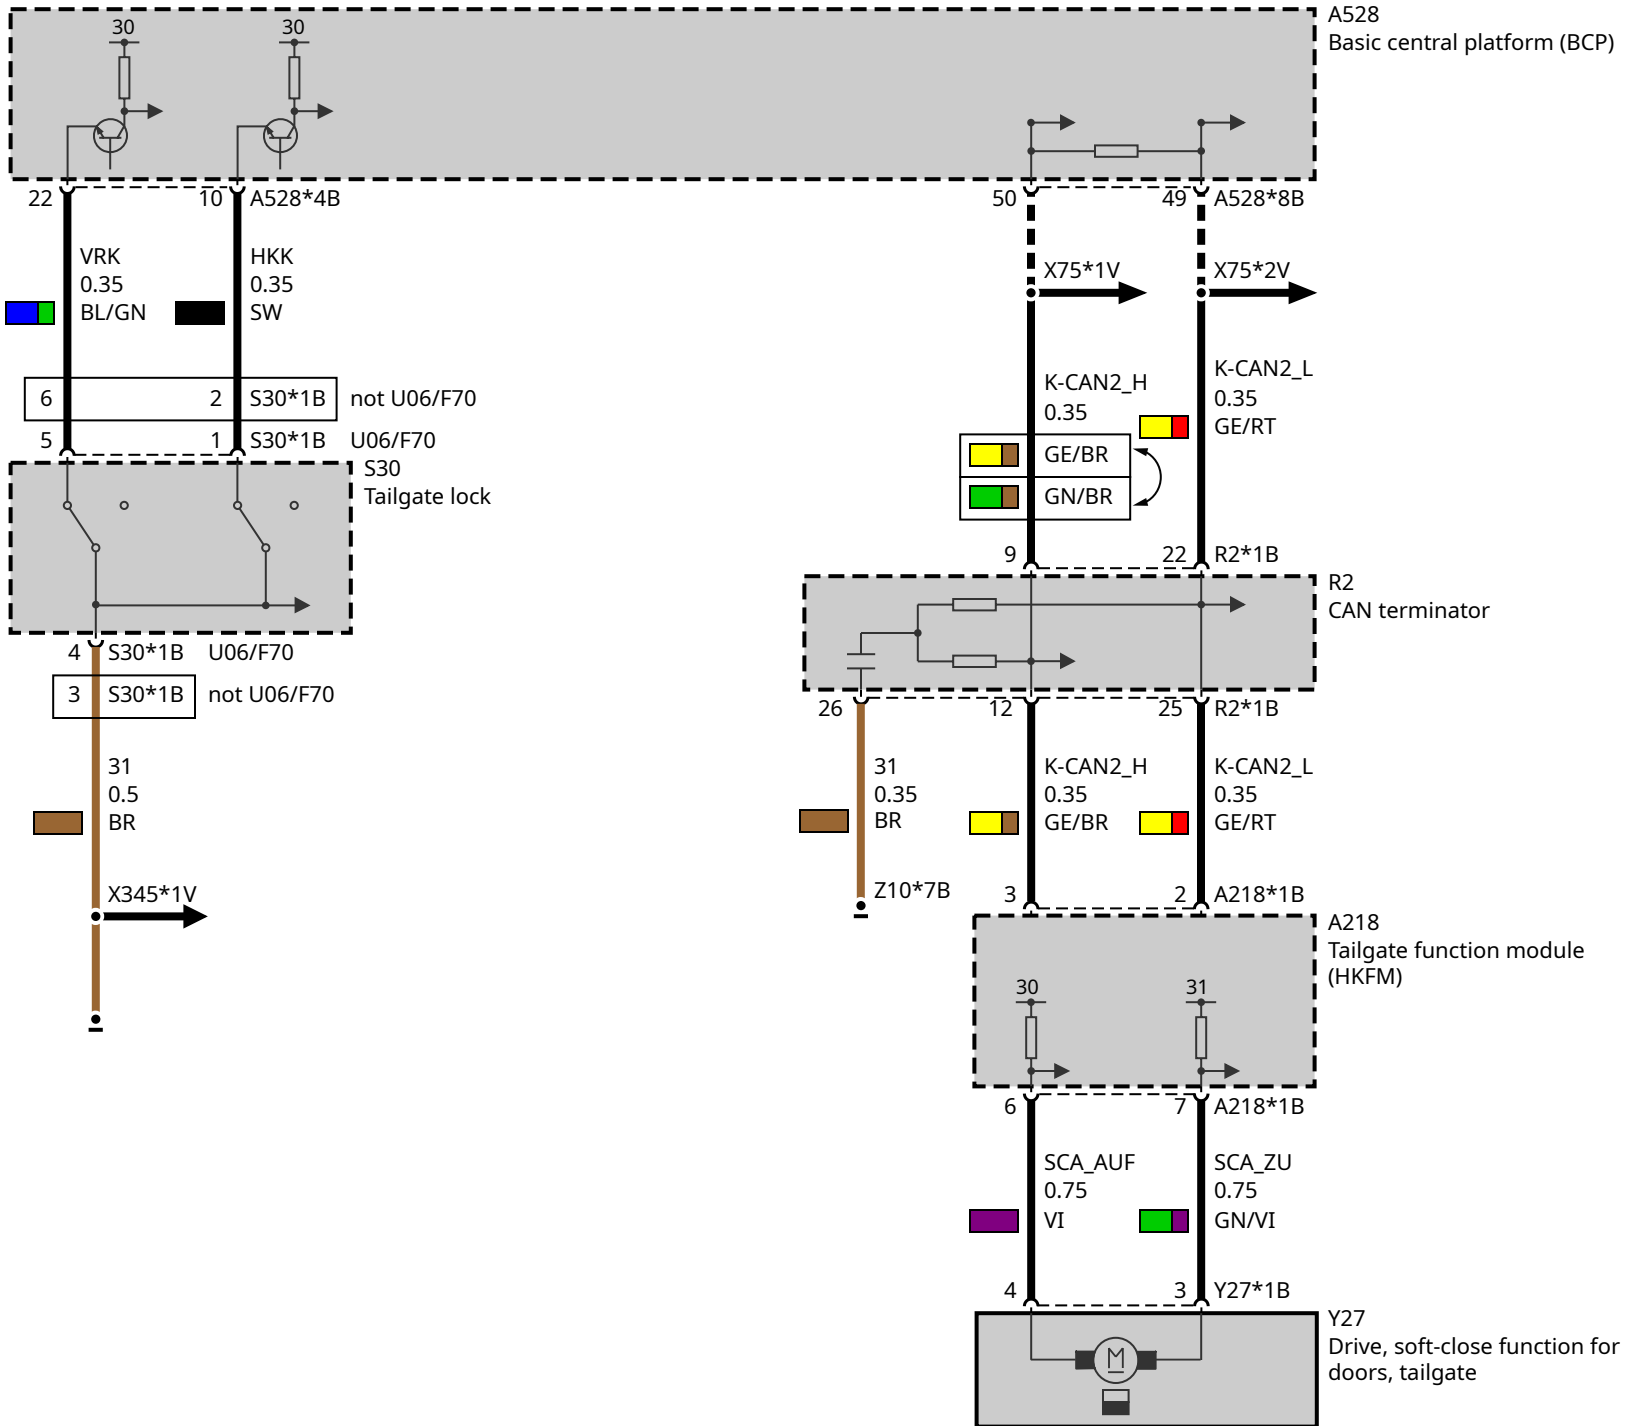 A528
Basic central platform (BCP)
30
30
22
10
A528*4B
50
49
A528*8B
VRK
0.35
BL/GN
HKK
0.35
SW
X75*1V
X75*2V
K-CAN2_H
0.35
GE/BR
GN/BR
K-CAN2_L
0.35
GE/RT
6
2
S30*1B
not U06/F70
5
1
S30*1B
U06/F70
S30
Tailgate lock
9
22
R2*1B
R2
CAN terminator
4
S30*1B
U06/F70
3
S30*1B
not U06/F70
26
12
25
R2*1B
31
0.5
BR
31
0.35
BR
K-CAN2_H
0.35
GE/BR
K-CAN2_L
0.35
GE/RT
X345*1V
Z10*7B
3
2
A218*1B
A218
Tailgate function module
(HKFM)
30
31
6
7
A218*1B
SCA_AUF
0.75
VI
SCA_ZU
0.75
GN/VI
4
3
Y27*1B
Y27
Drive, soft-close function for
doors, tailgate
M